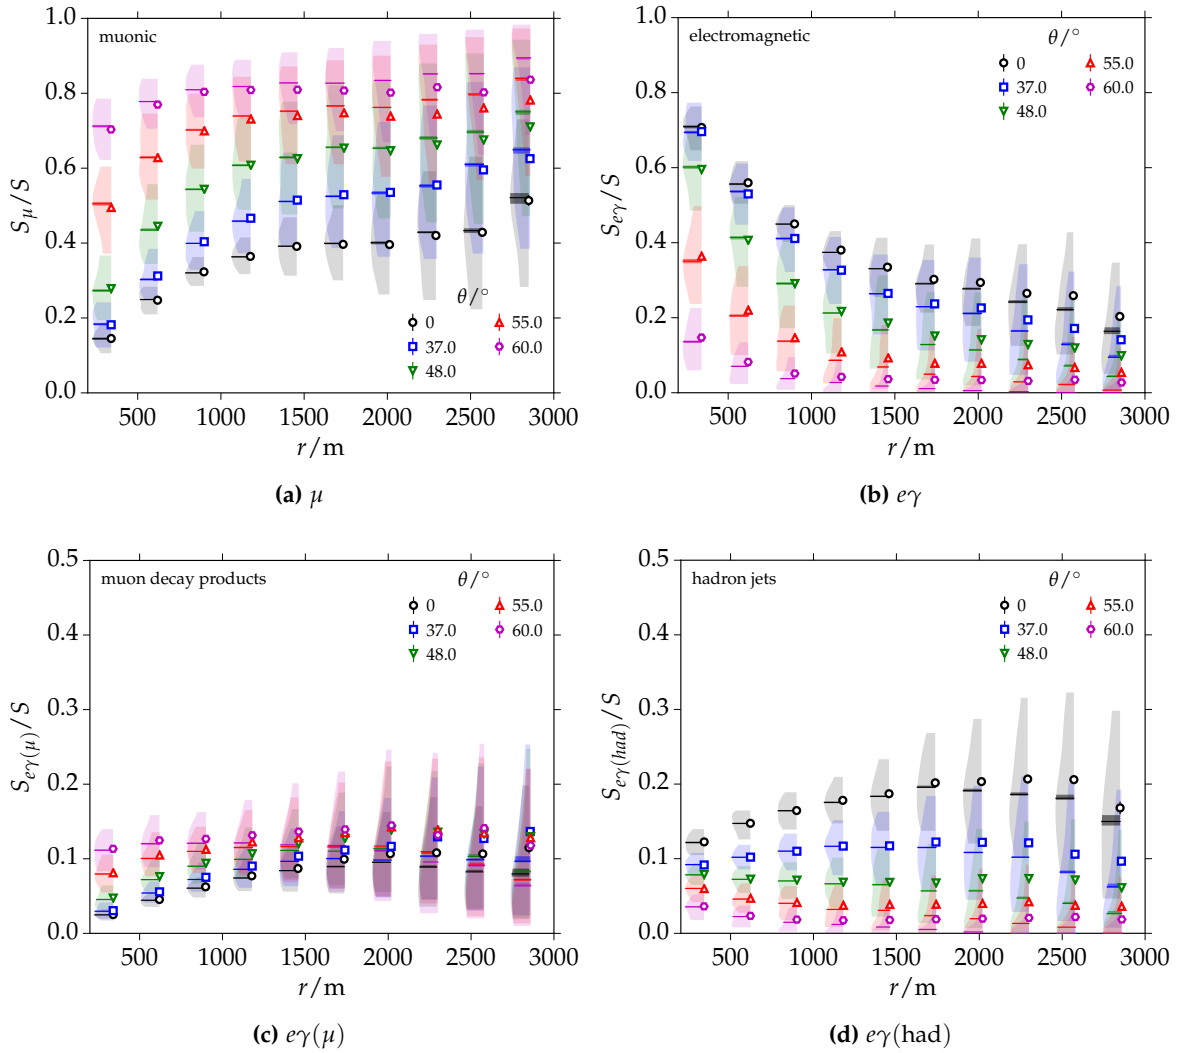 muonic
1.0
0.8
0.6
0.4
0.2
0.0
Sμ/S
θ/°
0
37.0
48.0
55.0
60.0
500 1000 1500 2000 2500 3000
r/m
(a) μ
electromagnetic
1.0
0.8
0.6
0.4
0.2
0.0
Seγ/S
θ/°
0
37.0
48.0
55.0
60.0
500 1000 1500 2000 2500 3000
r/m
(b) eγ
muon decay products
0.5
0.4
0.3
0.2
0.1
0.0
Seγ(μ)/S
θ/°
0
37.0
48.0
55.0
60.0
500 1000 1500 2000 2500 3000
r/m
(c) eγ(μ)
hadron jets
0.5
0.4
0.3
0.2
0.1
0.0
Seγ(had)/S
θ/°
0
37.0
48.0
55.0
60.0
500 1000 1500 2000 2500 3000
r/m
(d) eγ(had)